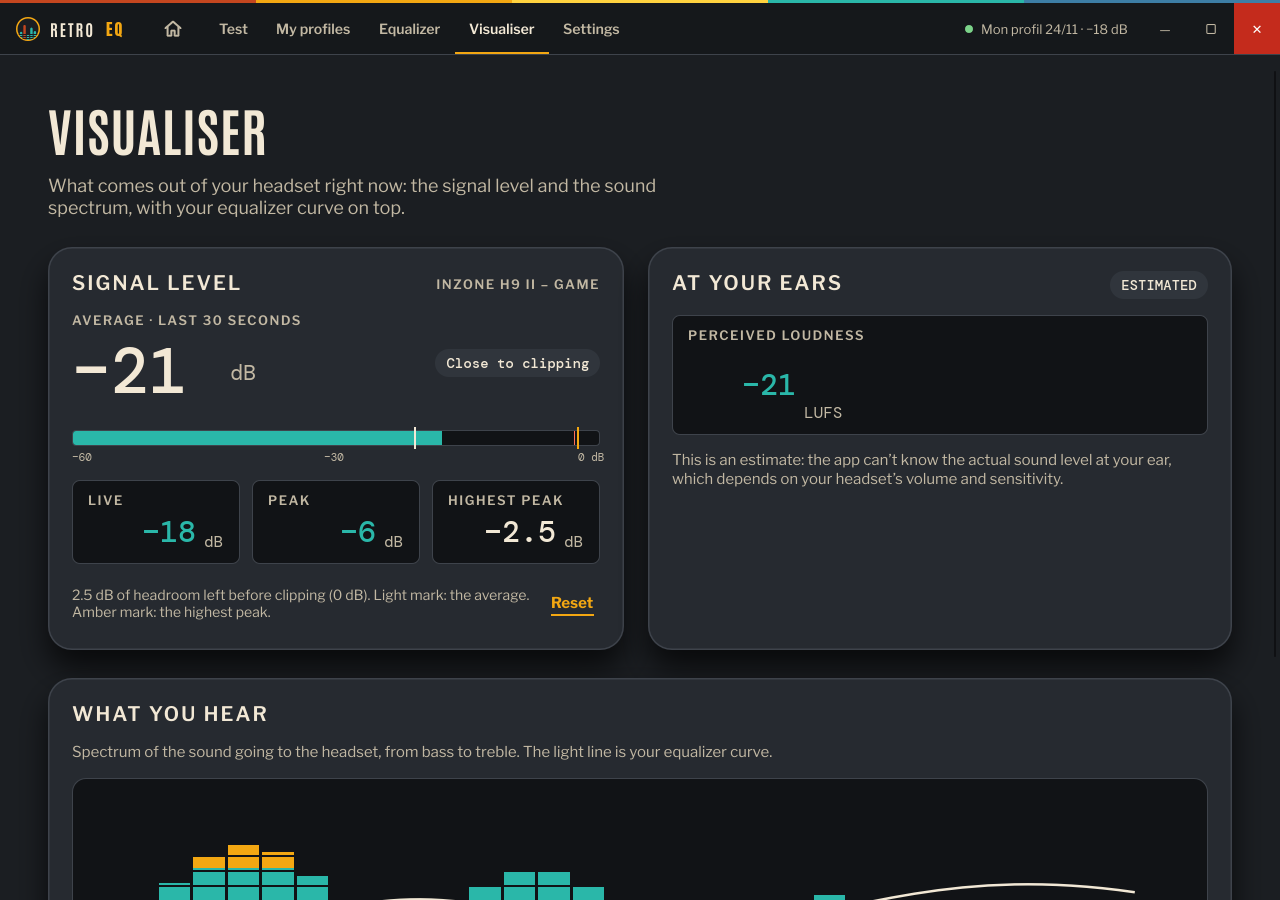 RETRO EQ
Test
My profiles
Equalizer
Visualiser
Settings
Mon profil 24/11 · −18 dB
VISUALISER
What comes out of your headset right now: the signal level and the sound
spectrum, with your equalizer curve on top.
SIGNAL LEVEL
INZONE H9 II – GAME
AVERAGE · LAST 30 SECONDS
−21 dB
Close to clipping
−60
−30
0 dB
LIVE
−18 dB
PEAK
−6 dB
HIGHEST PEAK
−2.5 dB
2.5 dB of headroom left before clipping (0 dB). Light mark: the average.
Amber mark: the highest peak.
Reset
AT YOUR EARS
ESTIMATED
PERCEIVED LOUDNESS
−21
LUFS
This is an estimate: the app can’t know the actual sound level at your ear,
which depends on your headset’s volume and sensitivity.
WHAT YOU HEAR
Spectrum of the sound going to the headset, from bass to treble. The light line is your equalizer curve.